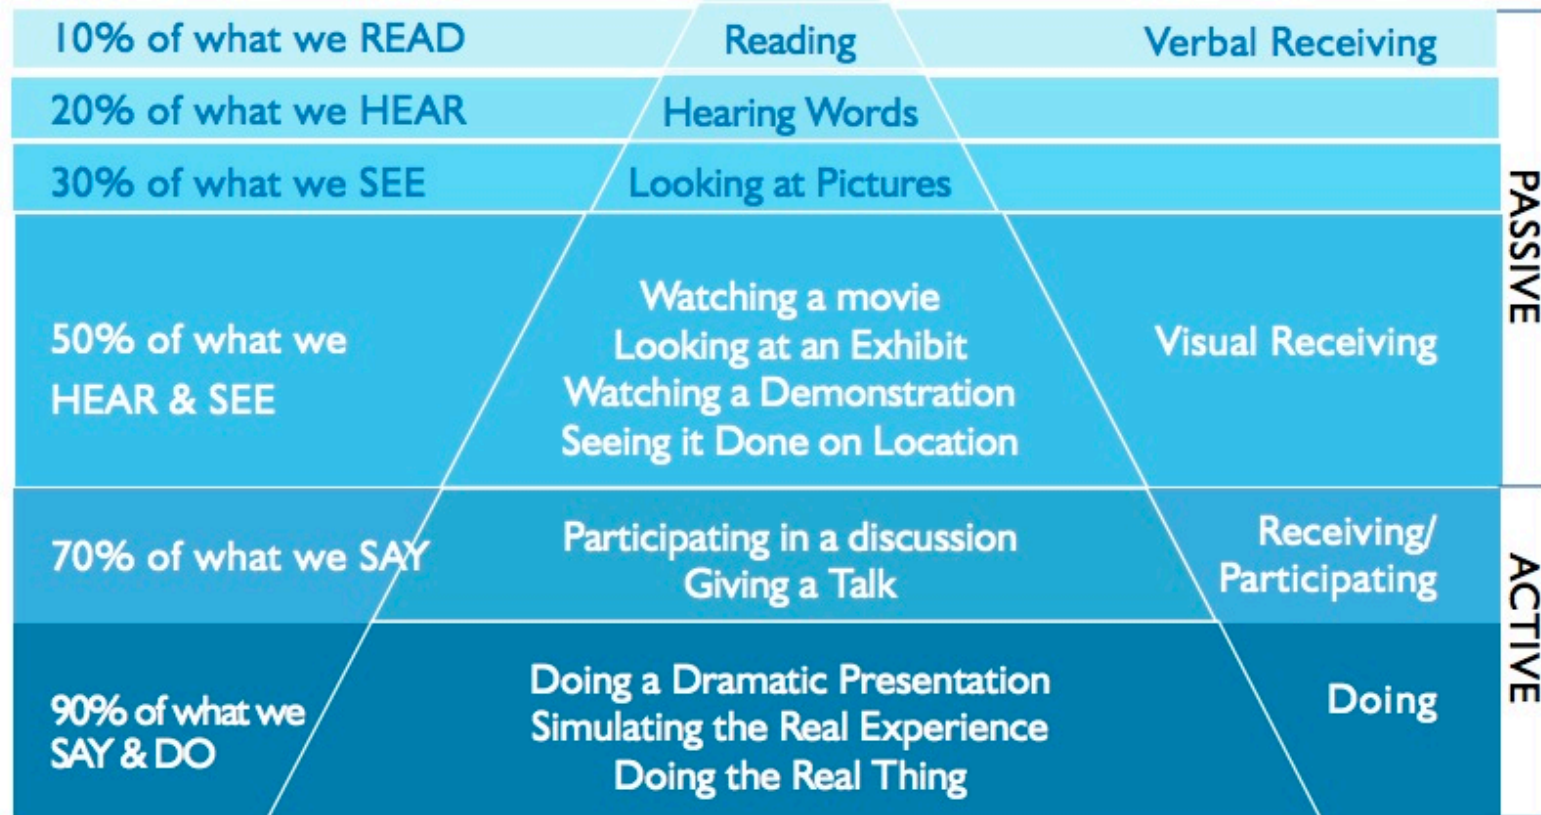 10% of what we READ
Reading
Verbal Receiving
20% of what we HEAR
Hearing Words
30% of what we SEE
Looking at Pictures
50% of what we
HEAR & SEE
Watching a movie
Looking at an Exhibit
Watching a Demonstration
Seeing it Done on Location
Visual Receiving
PASSIVE
70% of what we SAY
Participating in a discussion
Giving a Talk
Receiving/
Participating
90% of what we
SAY & DO
Doing a Dramatic Presentation
Simulating the Real Experience
Doing the Real Thing
Doing
ACTIVE